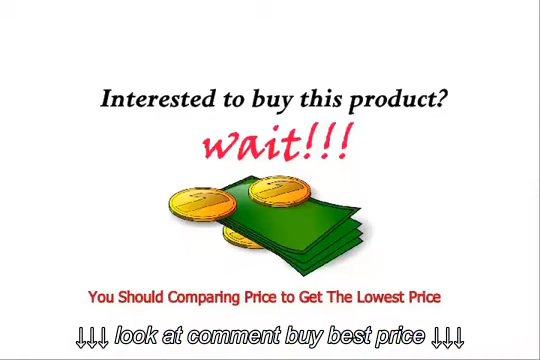 Interested to buy this product?
wait!!!
You Should Comparing Price to Get The Lowest Price
↓↓↓ look at comment buy best price ↓↓↓